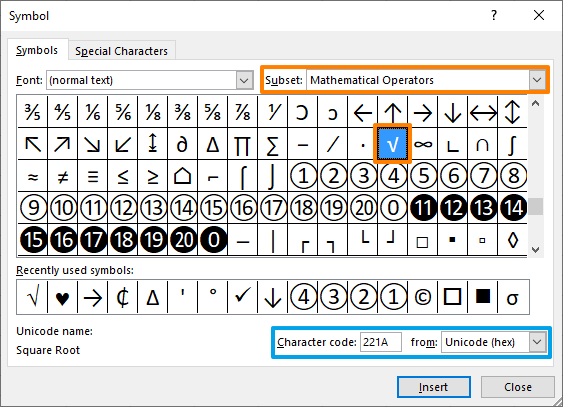 Symbol
Symbols Special Characters
Font: (normal text) Subset: Mathematical Operators
⅗ ⅘ ⅙ ⅚ ⅛ ⅜ ⅝ ⅞ ⅟ Ↄ ↄ ← ↑ → ↓ ↔ ↕
↖ ↗ ↘ ↙ ↨ ∂ ∆ ∏ ∑ − ∕ ∙ √ ∞ ∟ ∩ ∫
≈ ≠ ≡ ≤ ≥ ⌂ ⌐ ⌠ ⌡ ① ② ③ ④ ⑤ ⑥ ⑦ ⑧
⑨ ⑩ ⑪ ⑫ ⑬ ⑭ ⑮ ⑯ ⑰ ⑱ ⑲ ⑳ ⓪ ⓫ ⓬ ⓭ ⓮
⓯ ⓰ ⓱ ⓲ ⓳ ⓴ ⓿ ─ │ ┌ ┐ └ ┘ □ ▪ ▫ ◊
Recently used symbols:
√ ♥ → ₵ ∆ ' ° ✓ ↓ ④ ③ ② ① © □ ■ σ
Unicode name:
Square Root
Character code: 221A from: Unicode (hex)
Insert Close